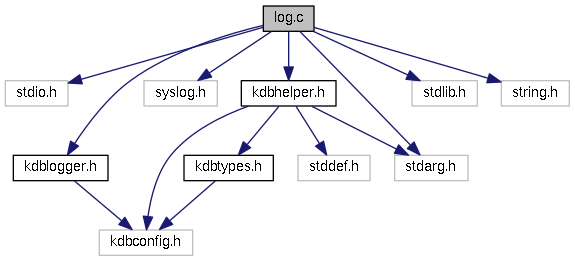 log.c
stdio.h
syslog.h
kdbhelper.h
stdlib.h
string.h
kdblogger.h
kdbtypes.h
stddef.h
stdarg.h
kdbconfig.h